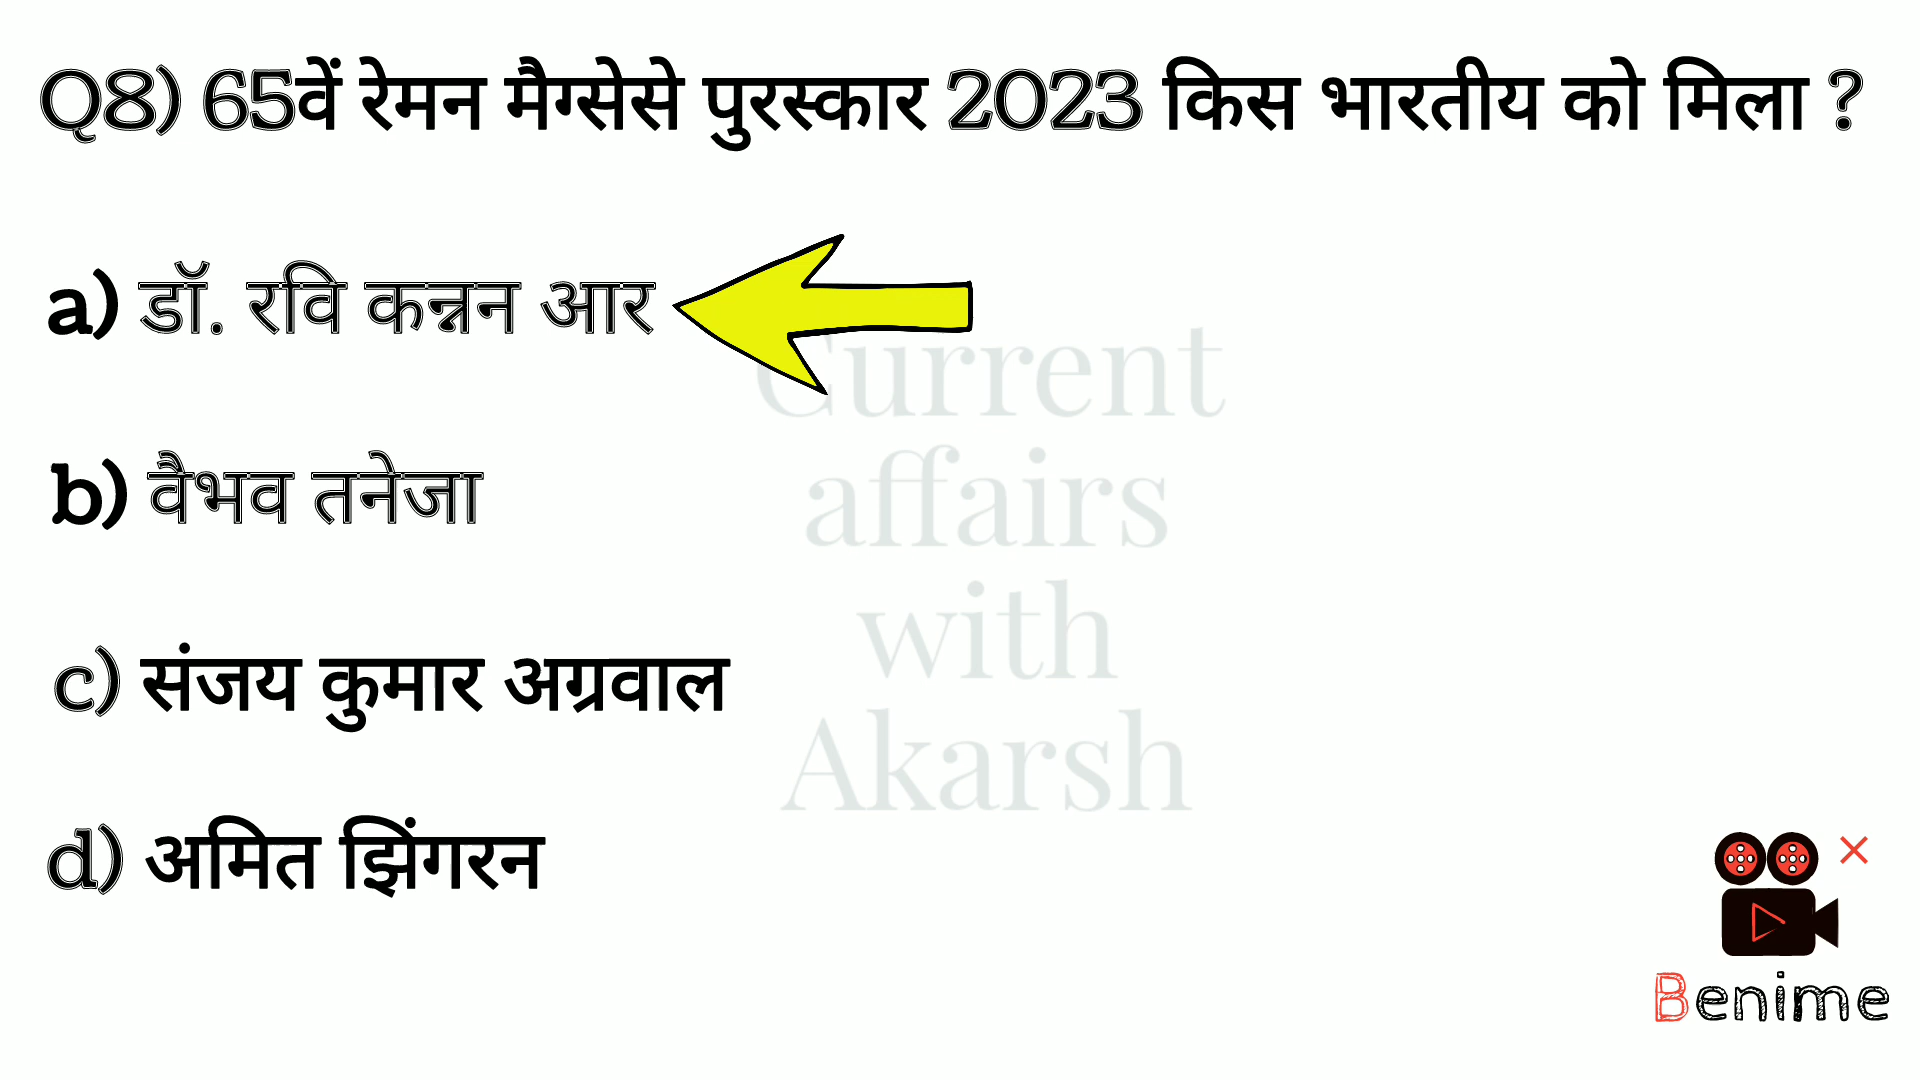 Q8) 65वें रेमन मैग्सेसे पुरस्कार 2023 किस भारतीय को मिला ?
a) डॉ. रवि कन्नन आर
b) वैभव तनेजा
c) संजय कुमार अग्रवाल
d) अमित झिंगरन
Current
affairs
with
Akarsh
Benime